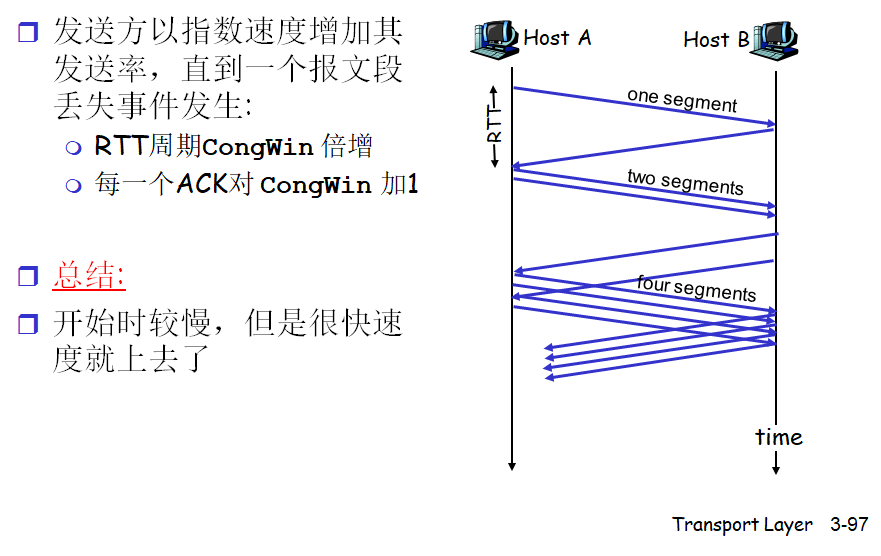 发送方以指数速度增加其
发送率，直到一个报文段
丢失事件发生:
RTT周期CongWin 倍增
每一个ACK对 CongWin 加1
总结:
开始时较慢，但是很快速
度就上去了
Host A
Host B
RTT
one segment
two segments
four segments
time
Transport Layer 3-97